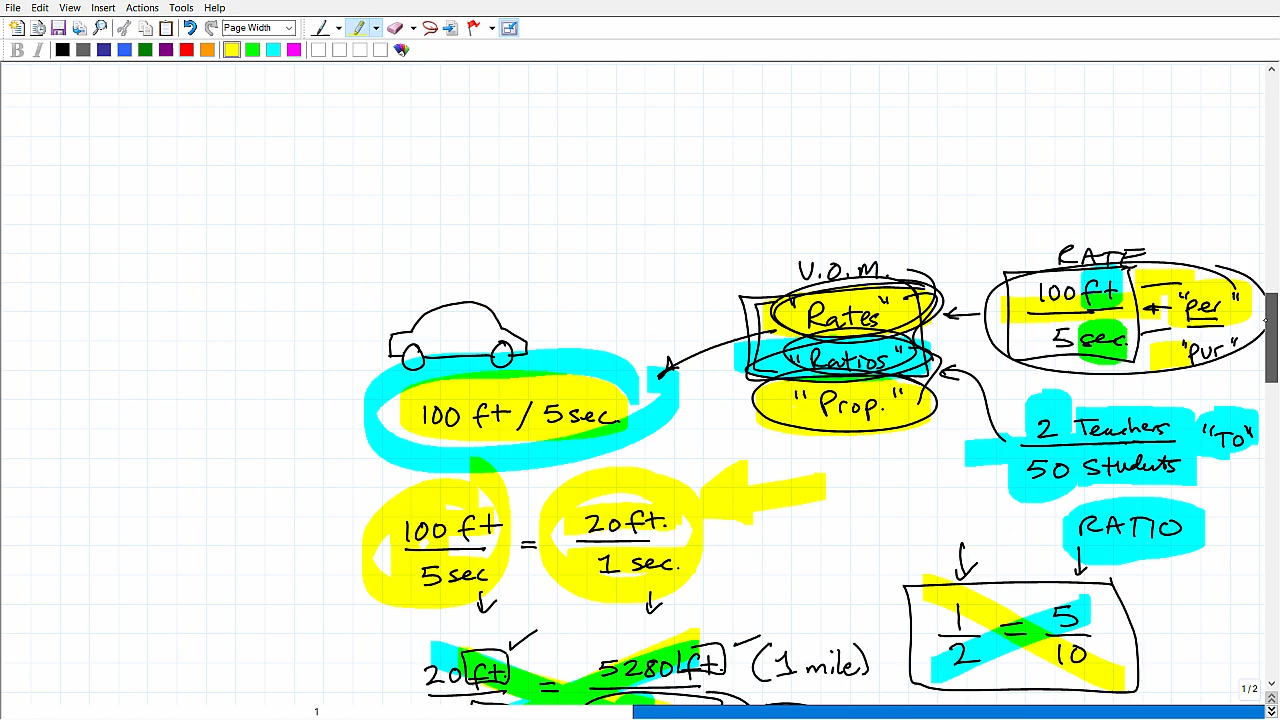 File Edit View Insert Actions Tools Help
Page Width
B I
RATE
V.O.M.
100 ft
5 sec.
"per"
"pur"
"Rates"
"Ratios"
"Prop."
100 ft / 5 sec.
2 Teachers
50 Students
"TO"
RATIO
100 ft
5 sec
=
20 ft.
1 sec.
1
2
=
5
10
20 ft.
=
5280 ft.
(1 mile)
1/2
1